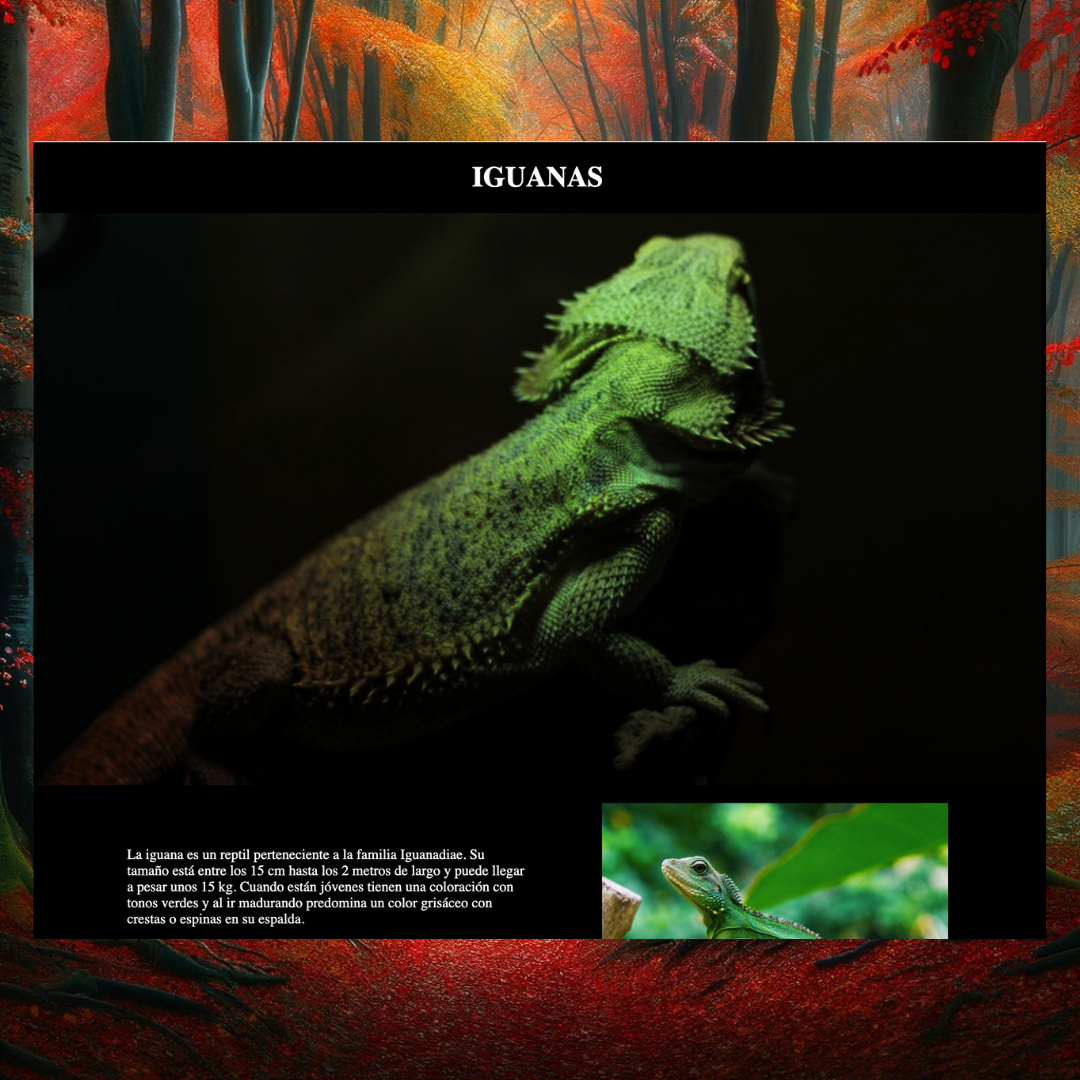 IGUANAS
La iguana es un reptil perteneciente a la familia Iguanadiae. Su
tamaño está entre los 15 cm hasta los 2 metros de largo y puede llegar
a pesar unos 15 kg. Cuando están jóvenes tienen una coloración con
tonos verdes y al ir madurando predomina un color grisáceo con
crestas o espinas en su espalda.